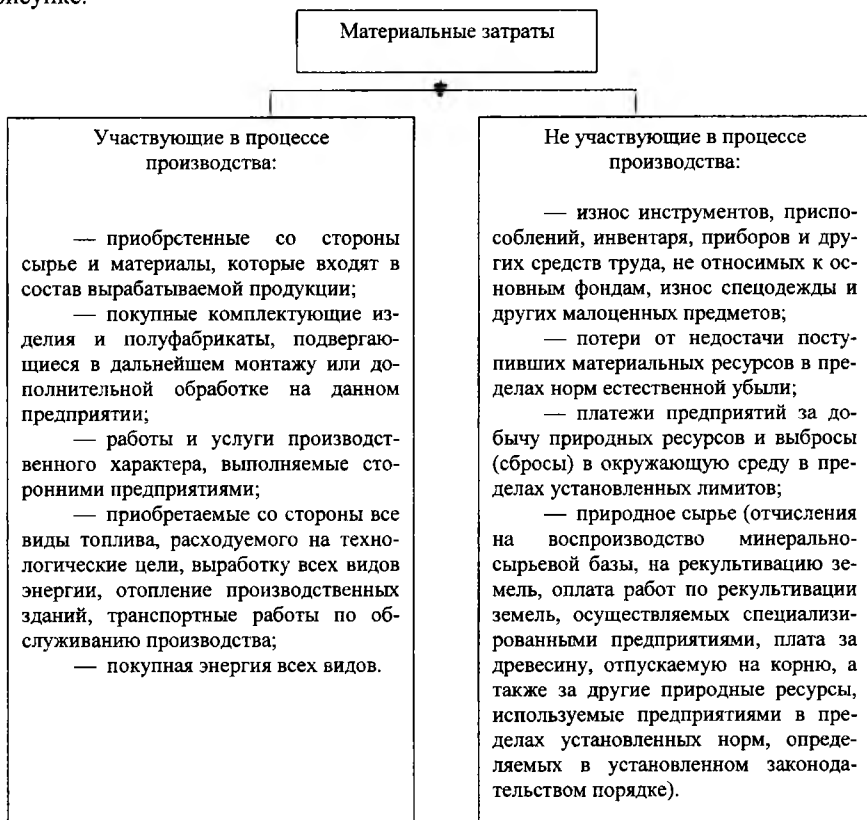 рисунке.
Материальные затраты
Участвующие в процессе
производства:
— приобретенные со стороны
сырье и материалы, которые входят в
состав вырабатываемой продукции;
— покупные комплектующие из-
делия и полуфабрикаты, подвергаю-
щиеся в дальнейшем монтажу или до-
полнительной обработке на данном
предприятии;
— работы и услуги производст-
венного характера, выполняемые сто-
ронними предприятиями;
— приобретаемые со стороны все
виды топлива, расходуемого на техно-
логические цели, выработку всех видов
энергии, отопление производственных
зданий, транспортные работы по об-
служиванию производства;
— покупная энергия всех видов.
Не участвующие в процессе
производства:
— износ инструментов, приспо-
соблений, инвентаря, приборов и дру-
гих средств труда, не относимых к ос-
новным фондам, износ спецодежды и
других малоценных предметов;
— потери от недостачи посту-
пивших материальных ресурсов в пре-
делах норм естественной убыли;
— платежи предприятий за до-
бычу природных ресурсов и выбросы
(сбросы) в окружающую среду в пре-
делах установленных лимитов;
— природное сырье (отчисления
на воспроизводство минерально-
сырьевой базы, на рекультивацию зе-
мель, оплата работ по рекультивации
земель, осуществляемых специализи-
рованными предприятиями, плата за
древесину, отпускаемую на корню, а
также за другие природные ресурсы,
используемые предприятиями в пре-
делах установленных норм, опреде-
ляемых в установленном законода-
тельством порядке).